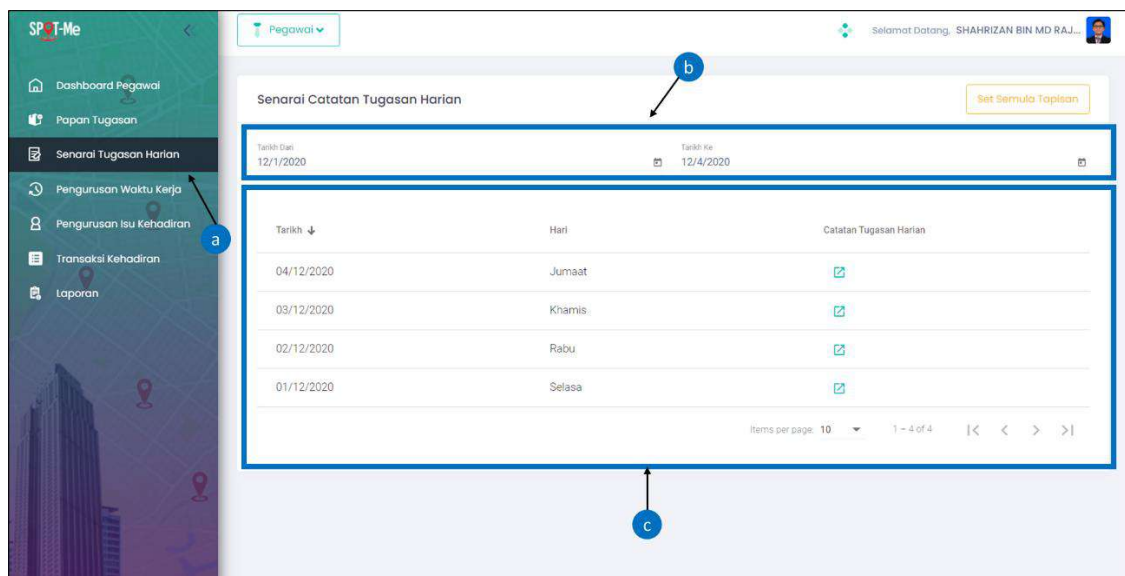 SPOT-Me
Pegawai
Selamat Datang, SHAHRIZAN BIN MD RAJ...
Dashboard Pegawai
Papan Tugasan
Senarai Tugasan Harian
Pengurusan Waktu Kerja
Pengurusan Isu Kehadiran
Transaksi Kehadiran
Laporan
a
b
Senarai Catatan Tugasan Harian
Set Semula Tapisan
Tarikh Dari
12/1/2020
Tarikh Ke
12/4/2020
Tarikh Hari Catatan Tugasan Harian
04/12/2020 Jumaat
03/12/2020 Khamis
02/12/2020 Rabu
01/12/2020 Selasa
Items per page: 10 1 – 4 of 4
c